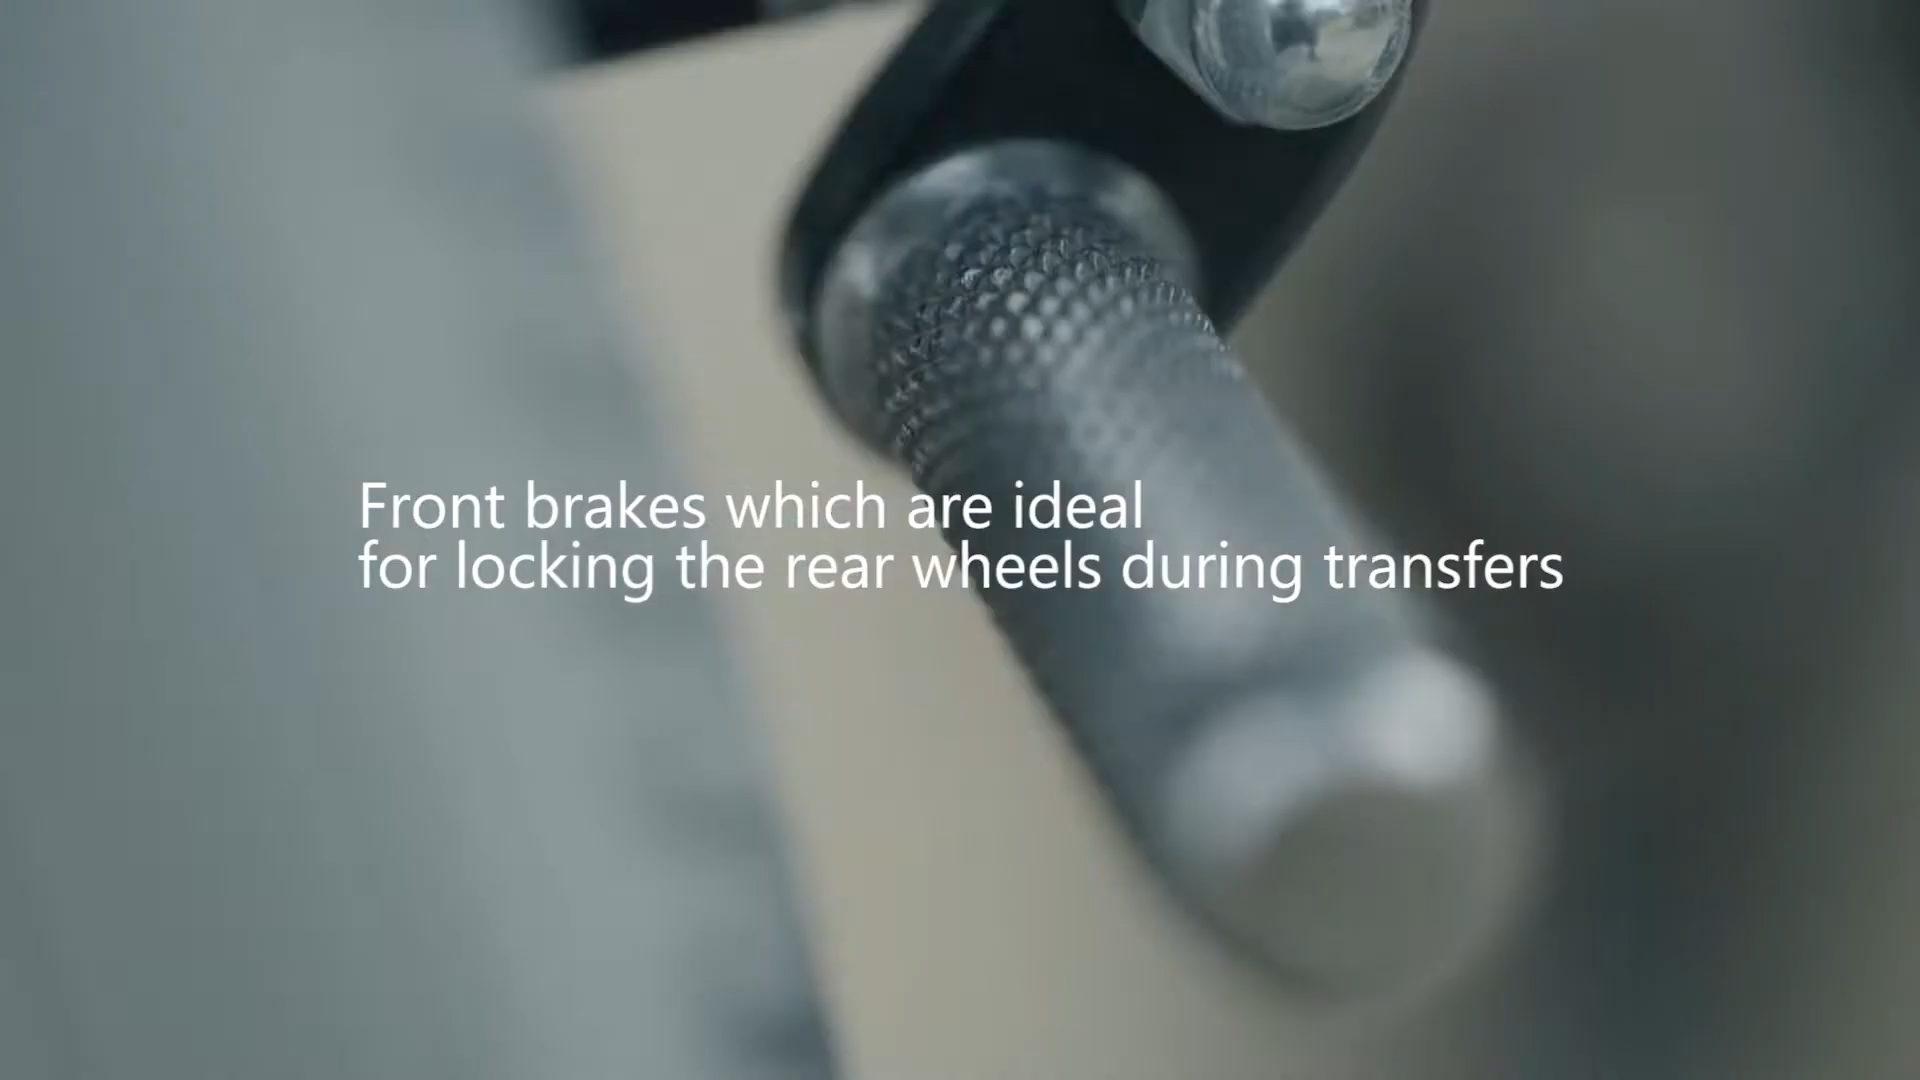 Front brakes which are ideal
for locking the rear wheels during transfers